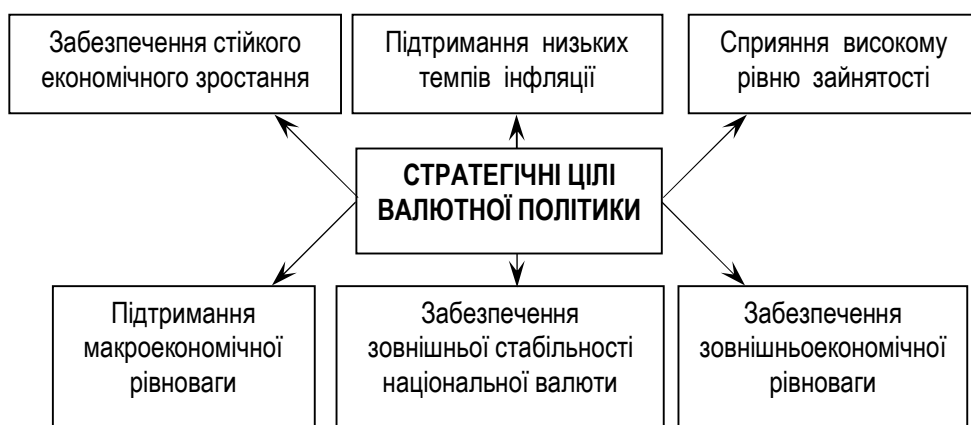 Забезпечення стійкого
економічного зростання
Підтримання низьких
темпів інфляції
Сприяння високому
рівню зайнятості
СТРАТЕГІЧНІ ЦІЛІ
ВАЛЮТНОЇ ПОЛІТИКИ
Підтримання
макроекономічної
рівноваги
Забезпечення
зовнішньої стабільності
національної валюти
Забезпечення
зовнішньоекономічної
рівноваги